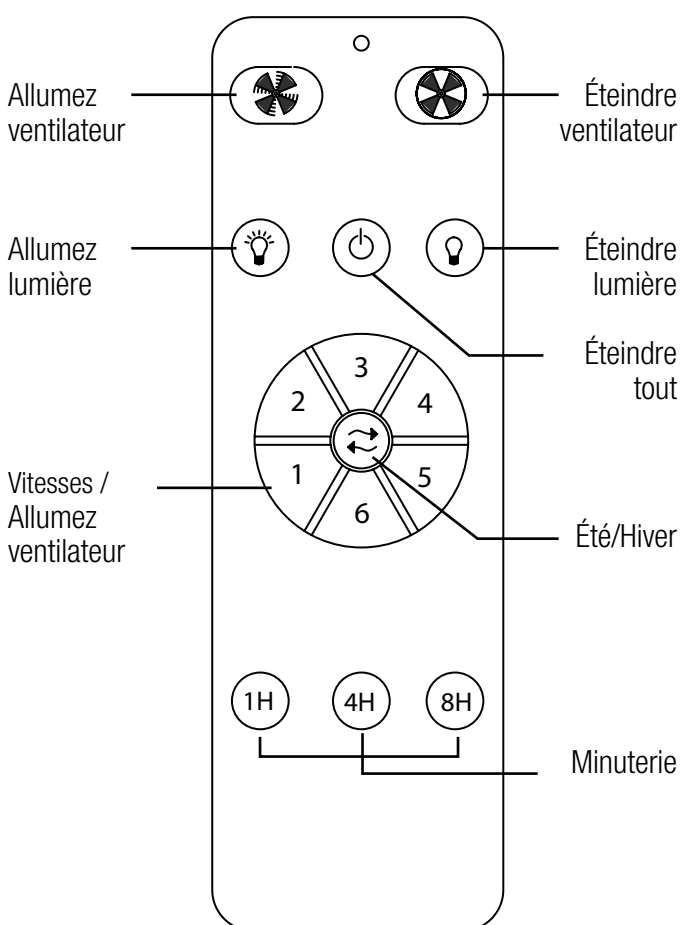 Allumez
ventilateur
Éteindre
ventilateur
Allumez
lumière
Éteindre
lumière
Éteindre
tout
3
2
4
1
5
6
Vitesses /
Allumez
ventilateur
Été/Hiver
1H
4H
8H
Minuterie